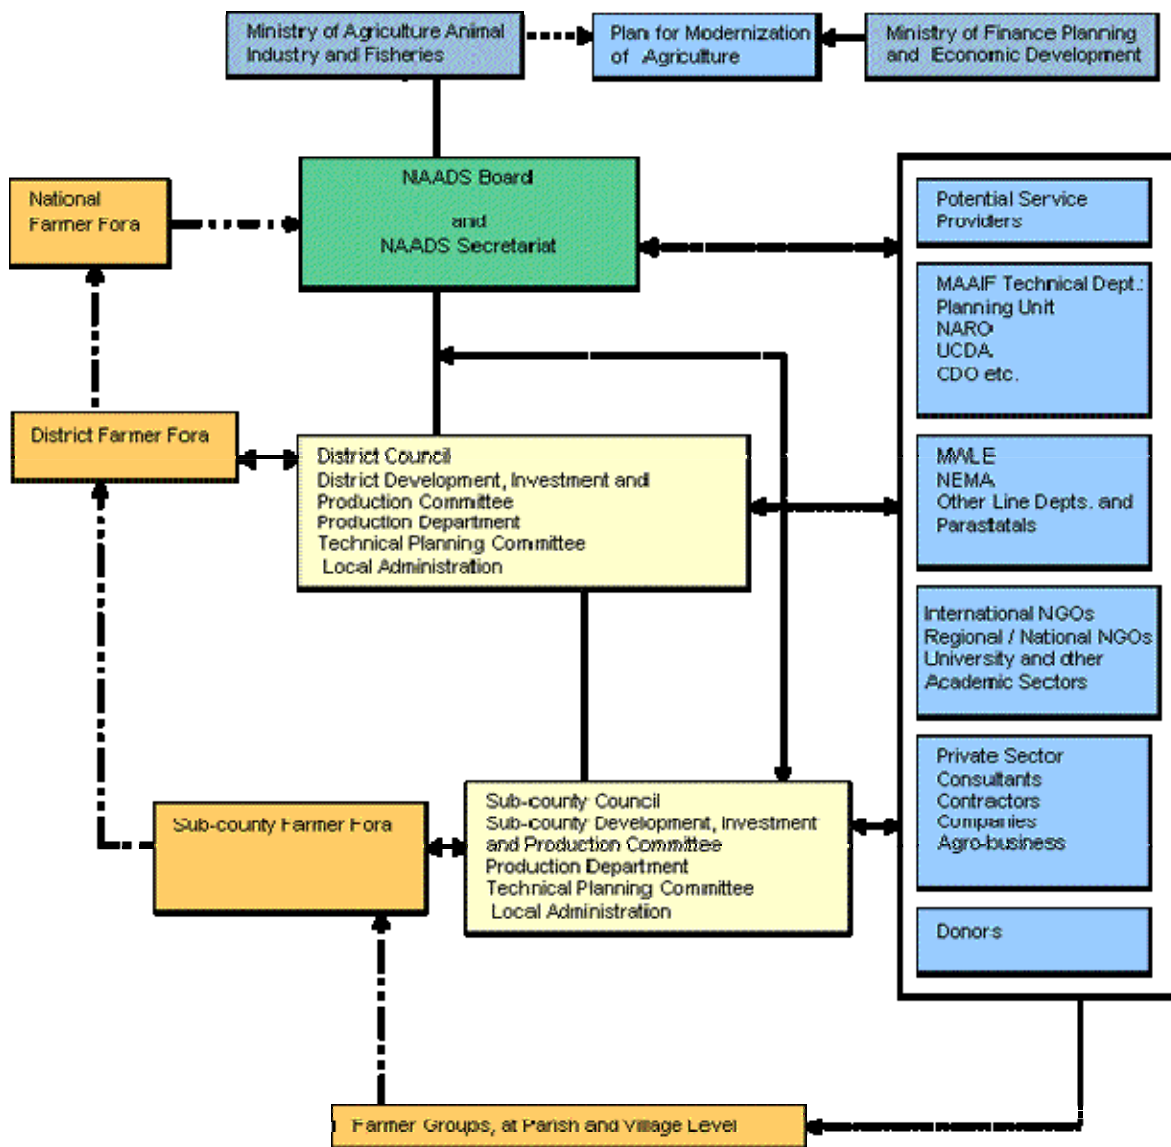 Ministry of Agriculture Animal
Industry and Fisheries
Plan for Modernization
of Agriculture
Ministry of Finance Planning
and Economic Development
NAADS Board
and
NAADS Secretariat
National
Farmer Fora
Potential Service
Providers
MAAIF Technical Dept.:
Planning Unit
NARO
UCDA
CDO etc.
District Farmer Fora
District Council
District Development, Investment and
Production Committee
Production Department
Technical Planning Committee
Local Administration
MWLE
NEMA
Other Line Depts. and
Parastatals
International NGOs
Regional / National NGOs
University and other
Academic Sectors
Private Sector
Consultants
Contractors
Companies
Agro-business
Sub-county Farmer Fora
Sub-county Council
Sub-county Development, Investment
and Production Committee
Production Department
Technical Planning Committee
Local Administration
Donors
Farmer Groups, at Parish and Village Level